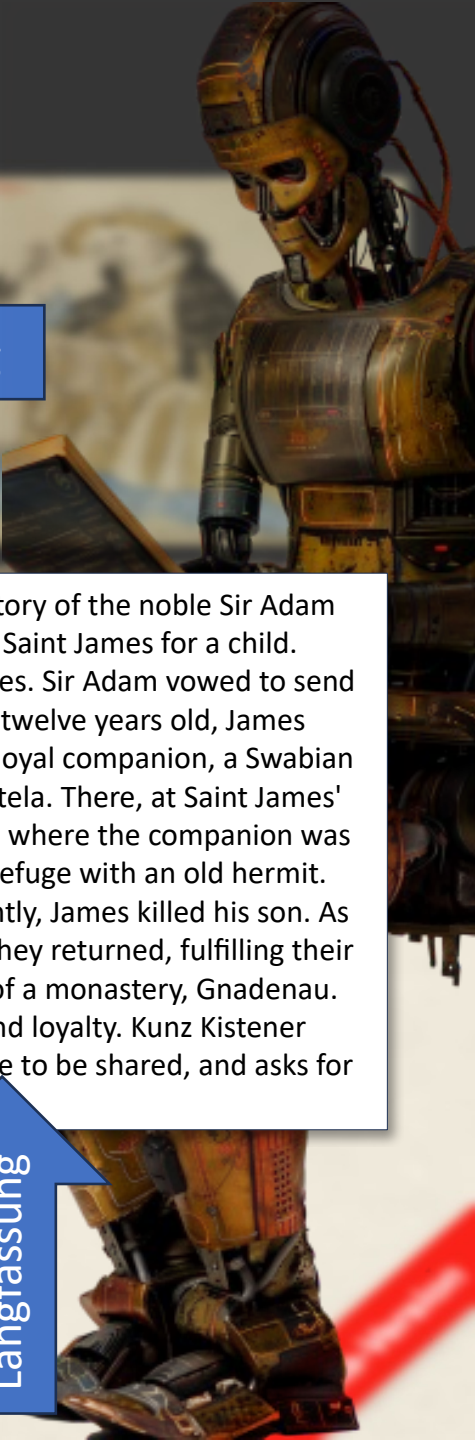 tory of the noble Sir Adam
Saint James for a child.
es. Sir Adam vowed to send
twelve years old, James
oyal companion, a Swabian
tela. There, at Saint James'
where the companion was
efuge with an old hermit.
ntly, James killed his son. As
hey returned, fulfilling their
of a monastery, Gnadenau.
nd loyalty. Kunz Kistener
e to be shared, and asks for
Langfassung